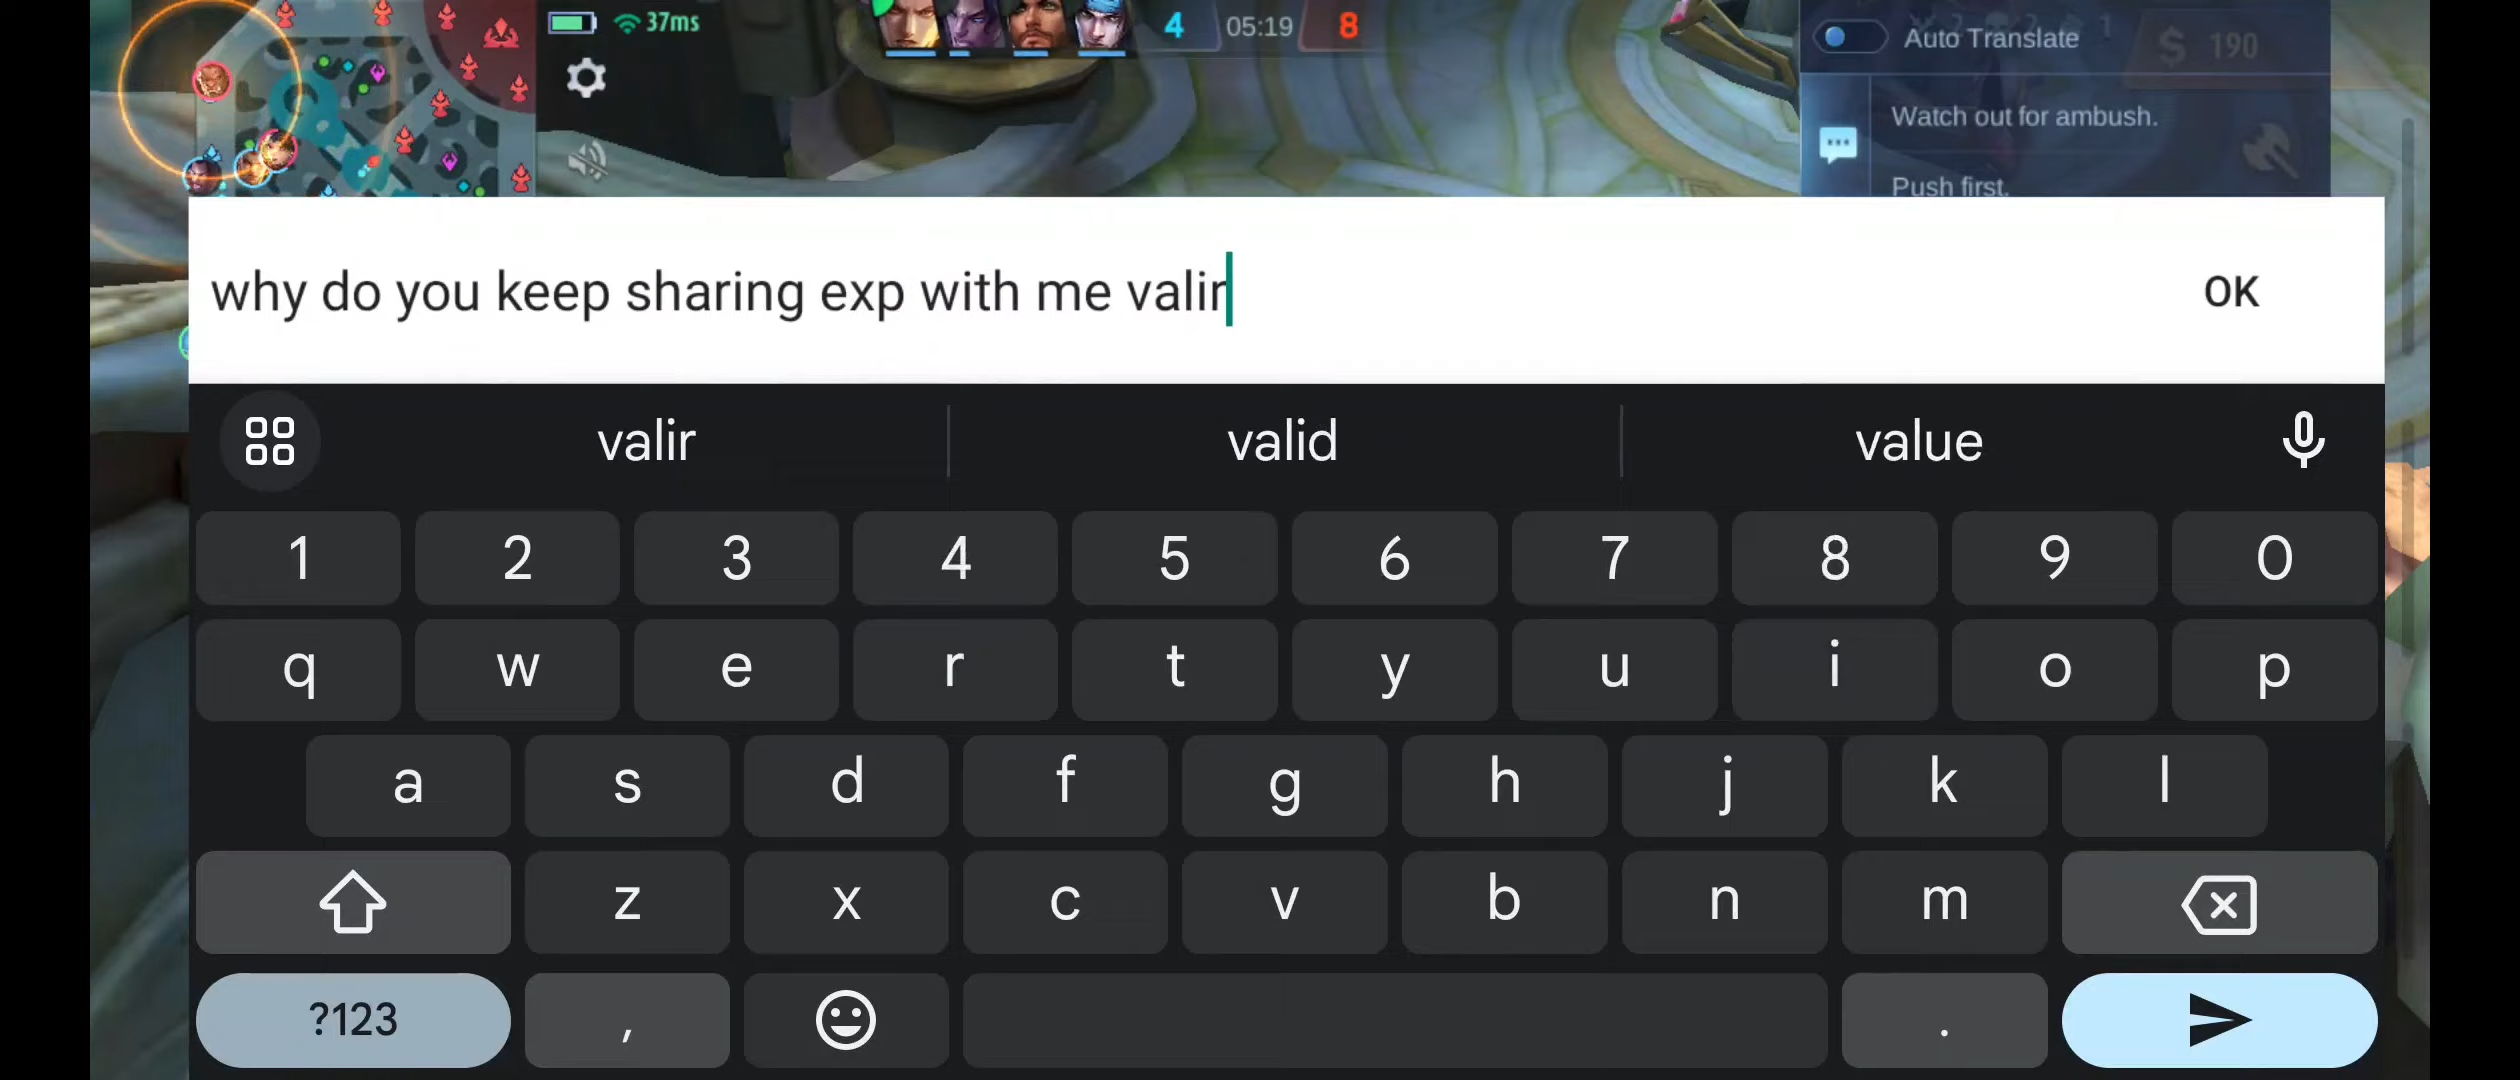 37ms
4 05:19 8
Auto Translate
$ 190
Watch out for ambush.
Push first.
why do you keep sharing exp with me valir
OK
valir valid value
1 2 3 4 5 6 7 8 9 0
q w e r t y u i o p
a s d f g h j k l
z x c v b n m
?123 , .